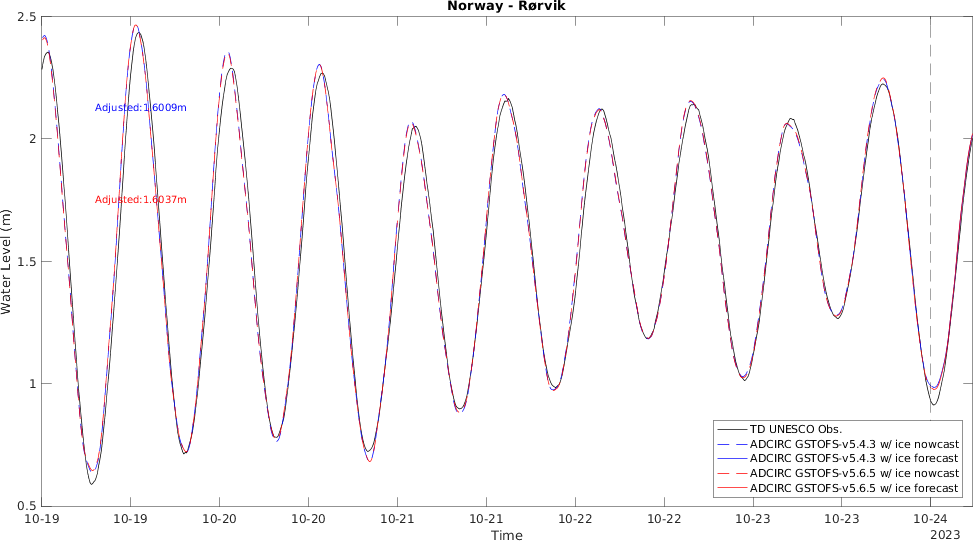 Norway - Rørvik
2.5
2
1.5
1
0.5
Water Level (m)
Adjusted:1.6009m
Adjusted:1.6037m
TD UNESCO Obs.
ADCIRC GSTOFS-v5.4.3 w/ ice nowcast
ADCIRC GSTOFS-v5.4.3 w/ ice forecast
ADCIRC GSTOFS-v5.6.5 w/ ice nowcast
ADCIRC GSTOFS-v5.6.5 w/ ice forecast
10-19 10-19 10-20 10-20 10-21 10-21 10-22 10-22 10-23 10-23 10-24
Time
2023